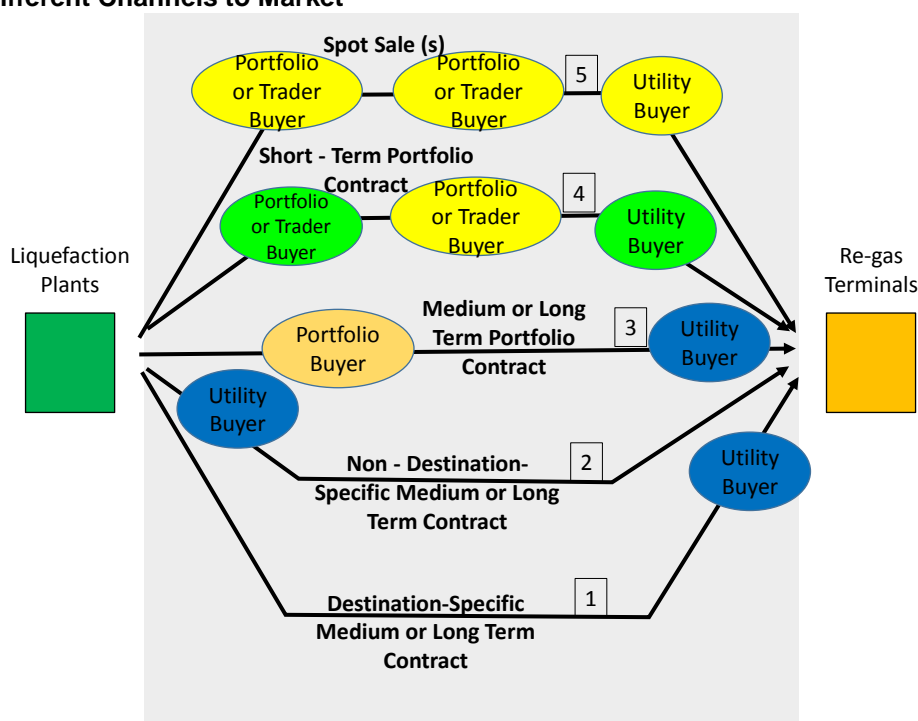 ifferent Channels to Market
Spot Sale (s)
Portfolio
or Trader
Buyer
Portfolio
or Trader
Buyer
5
Utility
Buyer
Short - Term Portfolio
Contract
Portfolio
or Trader
Buyer
Portfolio
or Trader
Buyer
4
Utility
Buyer
Liquefaction
Plants
Re-gas
Terminals
Portfolio
Buyer
Medium or Long
Term Portfolio
Contract
3
Utility
Buyer
Utility
Buyer
Non - Destination-
Specific Medium or Long
Term Contract
2
Utility
Buyer
Destination-Specific
Medium or Long Term
Contract
1